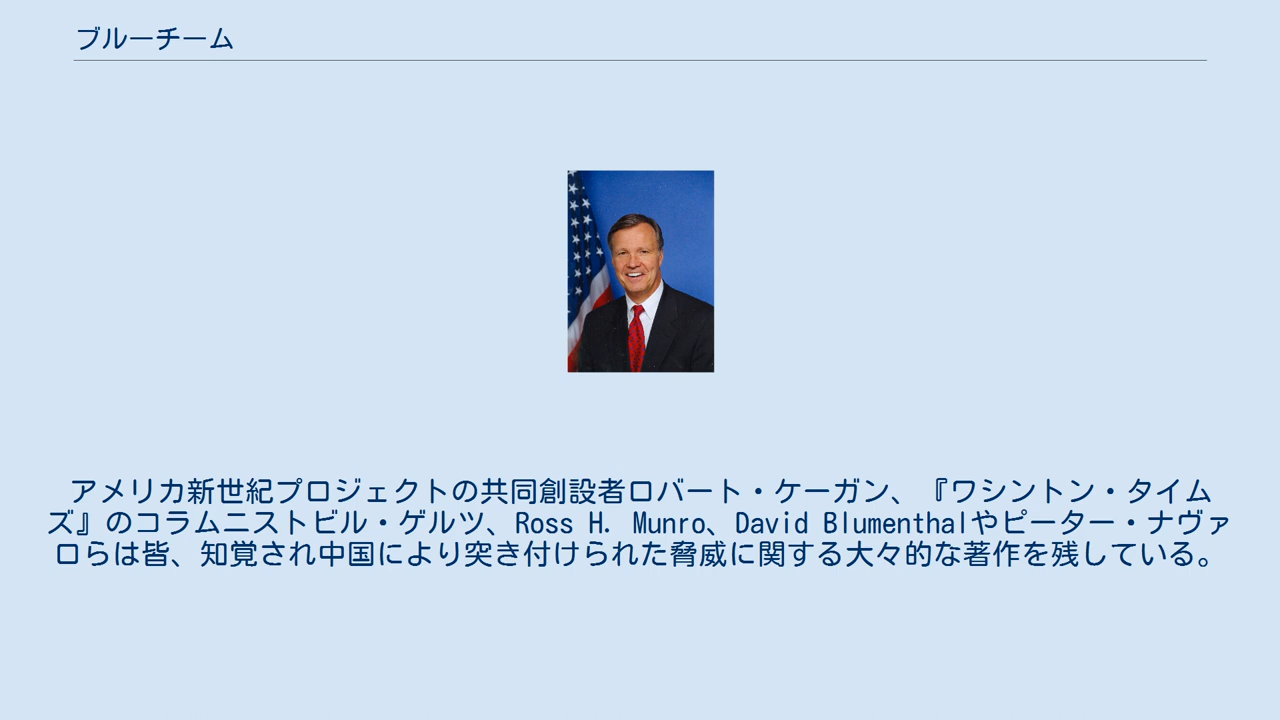 ブルーチーム
アメリカ新世紀プロジェクトの共同創設者ロバート・ケーガン、『ワシントン・タイム
ズ』のコラムニストビル・ゲルツ、Ross H. Munro、David Blumenthalやピーター・ナヴァ
ロらは皆、知覚され中国により突き付けられた脅威に関する大々的な著作を残している。